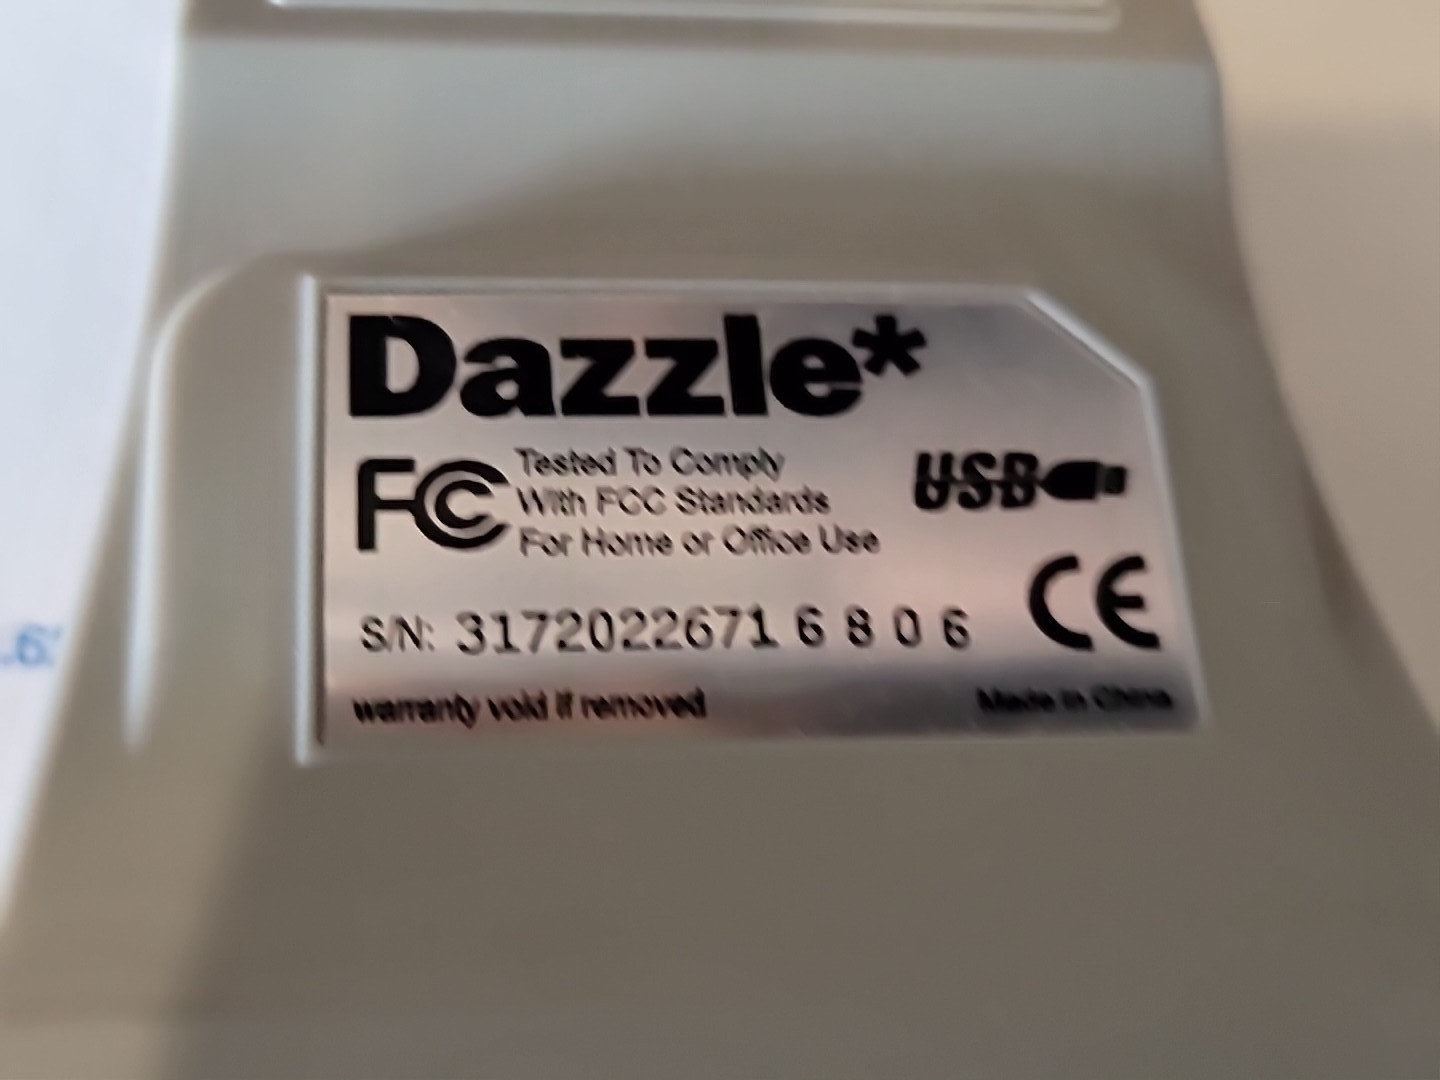 Dazzle*
FC Tested To Comply
With FCC Standards
For Home or Office Use
USB
CE
S/N: 3172022671 6 8 0 6
warranty void if removed
Made in China
.6.